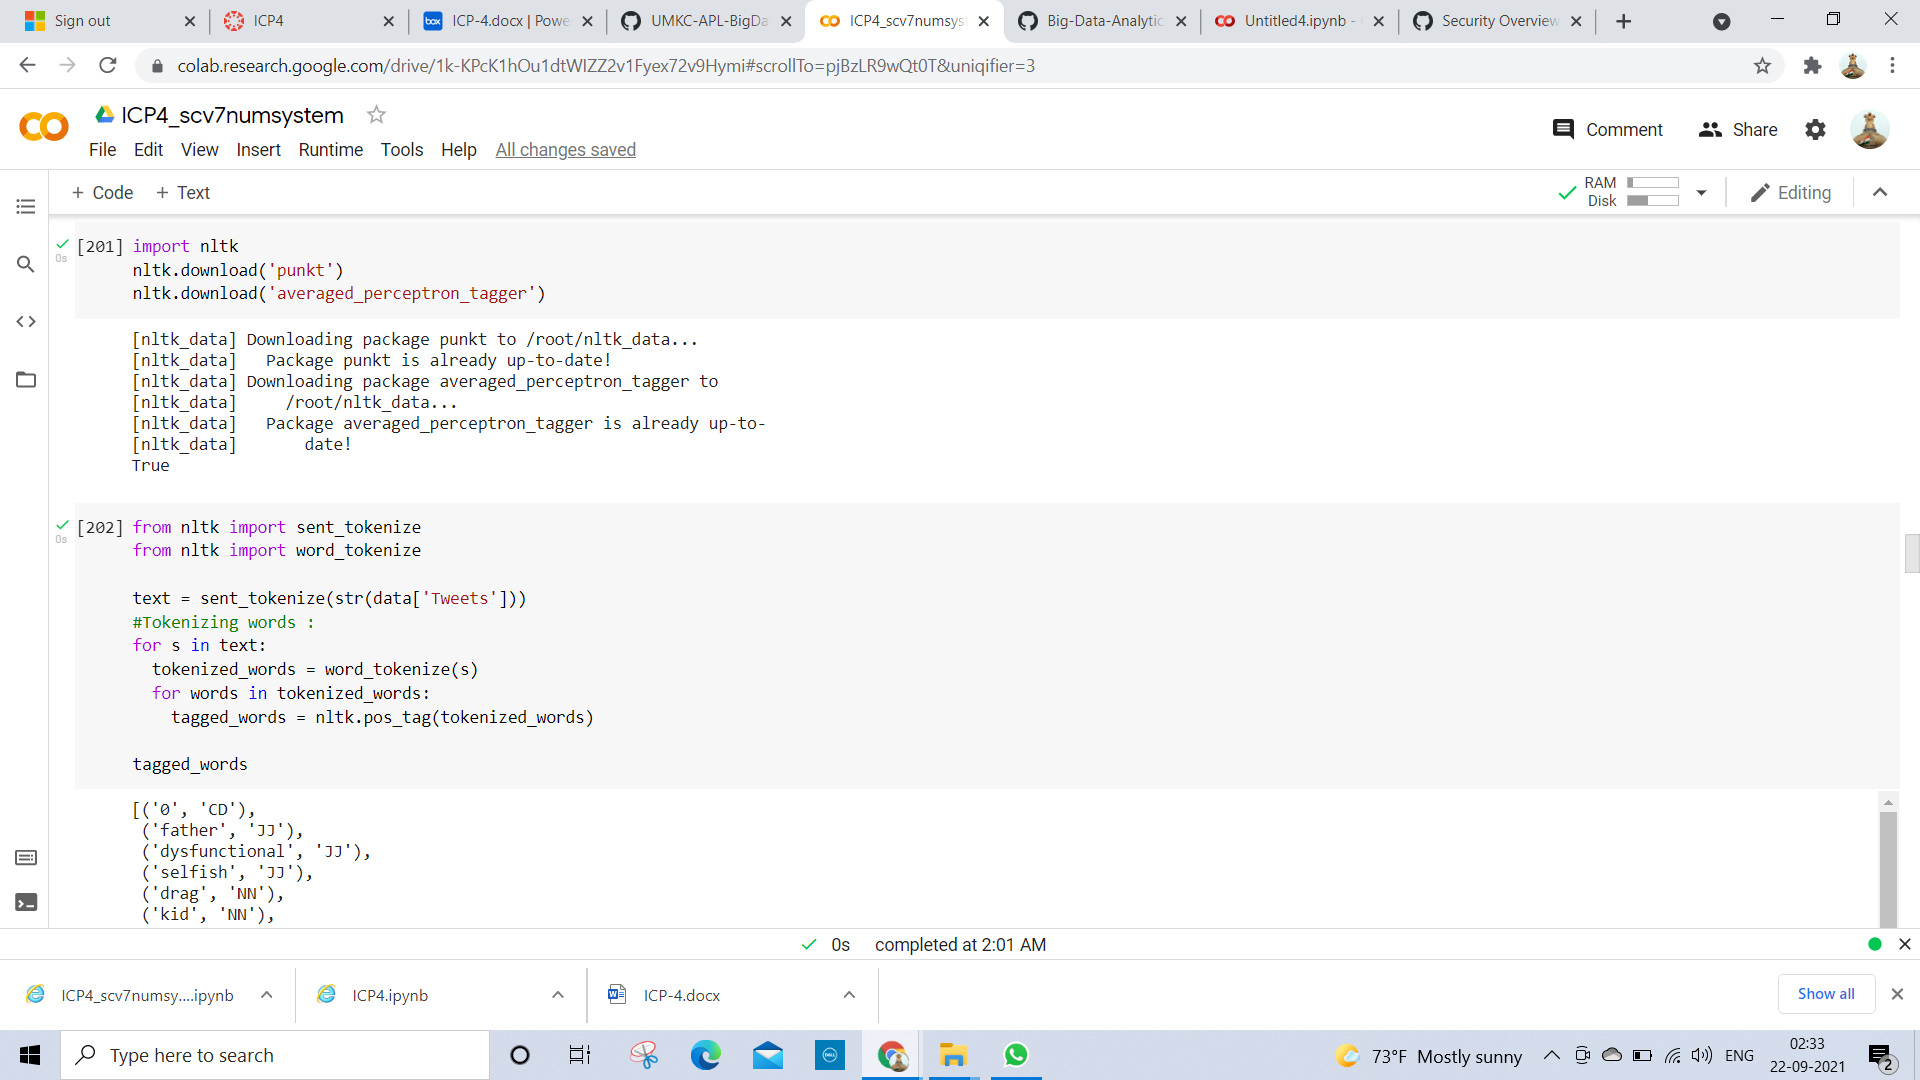 Sign out
ICP4
ICP-4.docx | Powe
UMKC-APL-BigDa
ICP4_scv7numsyst
Big-Data-Analytic
Untitled4.ipynb -
Security Overview
colab.research.google.com/drive/1k-KPcK1hOu1dtWIZZ2v1Fyex72v9Hymi#scrollTo=pjBzLR9wQt0T&uniqifier=3
ICP4_scv7numsystem
File Edit View Insert Runtime Tools Help All changes saved
Comment
Share
+ Code + Text
RAM
Disk
Editing
[201] import nltk
0s
nltk.download('punkt')
nltk.download('averaged_perceptron_tagger')
[nltk_data] Downloading package punkt to /root/nltk_data...
[nltk_data]   Package punkt is already up-to-date!
[nltk_data] Downloading package averaged_perceptron_tagger to
[nltk_data]     /root/nltk_data...
[nltk_data]   Package averaged_perceptron_tagger is already up-to-
[nltk_data]       date!
True
[202] from nltk import sent_tokenize
0s
from nltk import word_tokenize
text = sent_tokenize(str(data['Tweets']))
#Tokenizing words :
for s in text:
  tokenized_words = word_tokenize(s)
  for words in tokenized_words:
    tagged_words = nltk.pos_tag(tokenized_words)
tagged_words
[('0', 'CD'),
 ('father', 'JJ'),
 ('dysfunctional', 'JJ'),
 ('selfish', 'JJ'),
 ('drag', 'NN'),
 ('kid', 'NN'),
0s completed at 2:01 AM
ICP4_scv7numsy....ipynb
ICP4.ipynb
ICP-4.docx
Show all
Type here to search
DELL
73°F Mostly sunny
ENG
02:33
22-09-2021
2